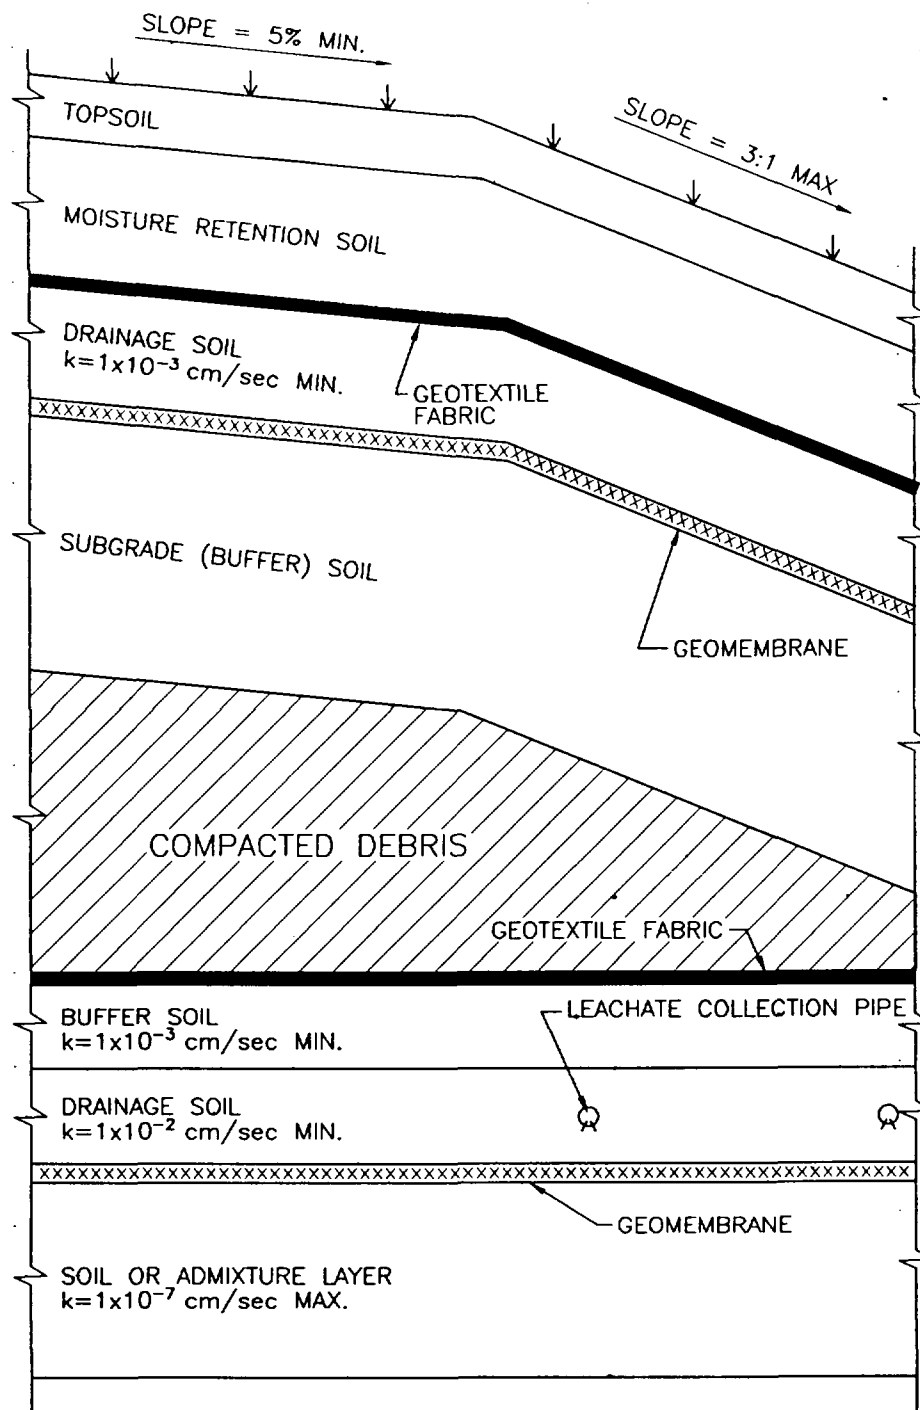 SLOPE = 5% MIN.
SLOPE = 3:1 MAX
TOPSOIL
MOISTURE RETENTION SOIL
DRAINAGE SOIL
k=1x10⁻³ cm/sec MIN.
GEOTEXTILE
FABRIC
SUBGRADE (BUFFER) SOIL
GEOMEMBRANE
COMPACTED DEBRIS
GEOTEXTILE FABRIC
LEACHATE COLLECTION PIPE
BUFFER SOIL
k=1x10⁻³ cm/sec MIN.
DRAINAGE SOIL
k=1x10⁻² cm/sec MIN.
GEOMEMBRANE
SOIL OR ADMIXTURE LAYER
k=1x10⁻⁷ cm/sec MAX.